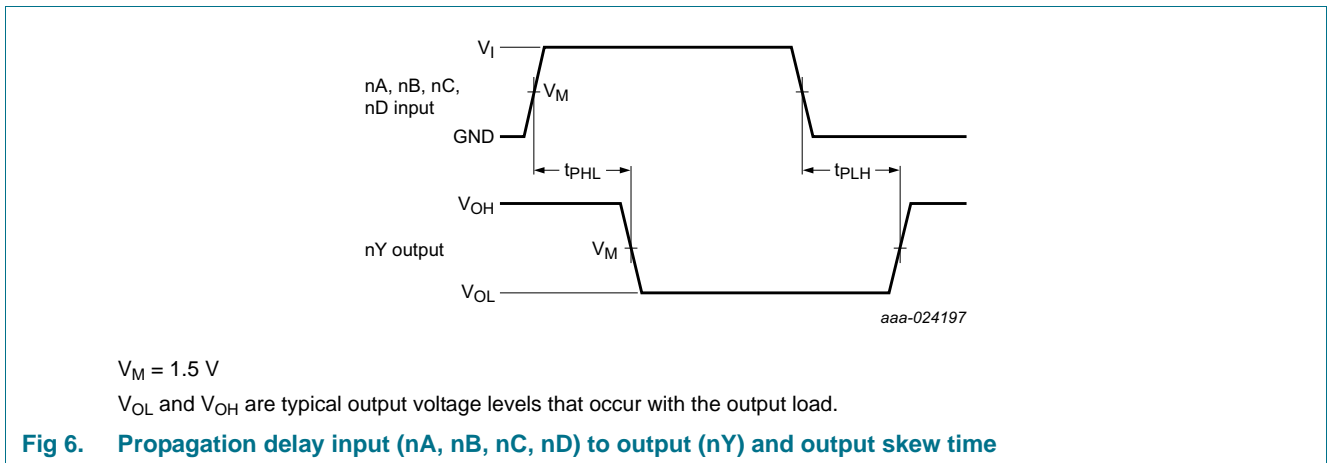 VI
nA, nB, nC,
nD input
VM
GND
tPHL
tPLH
VOH
nY output
VM
VOL
aaa-024197
VM = 1.5 V
VOL and VOH are typical output voltage levels that occur with the output load.
Fig 6. Propagation delay input (nA, nB, nC, nD) to output (nY) and output skew time